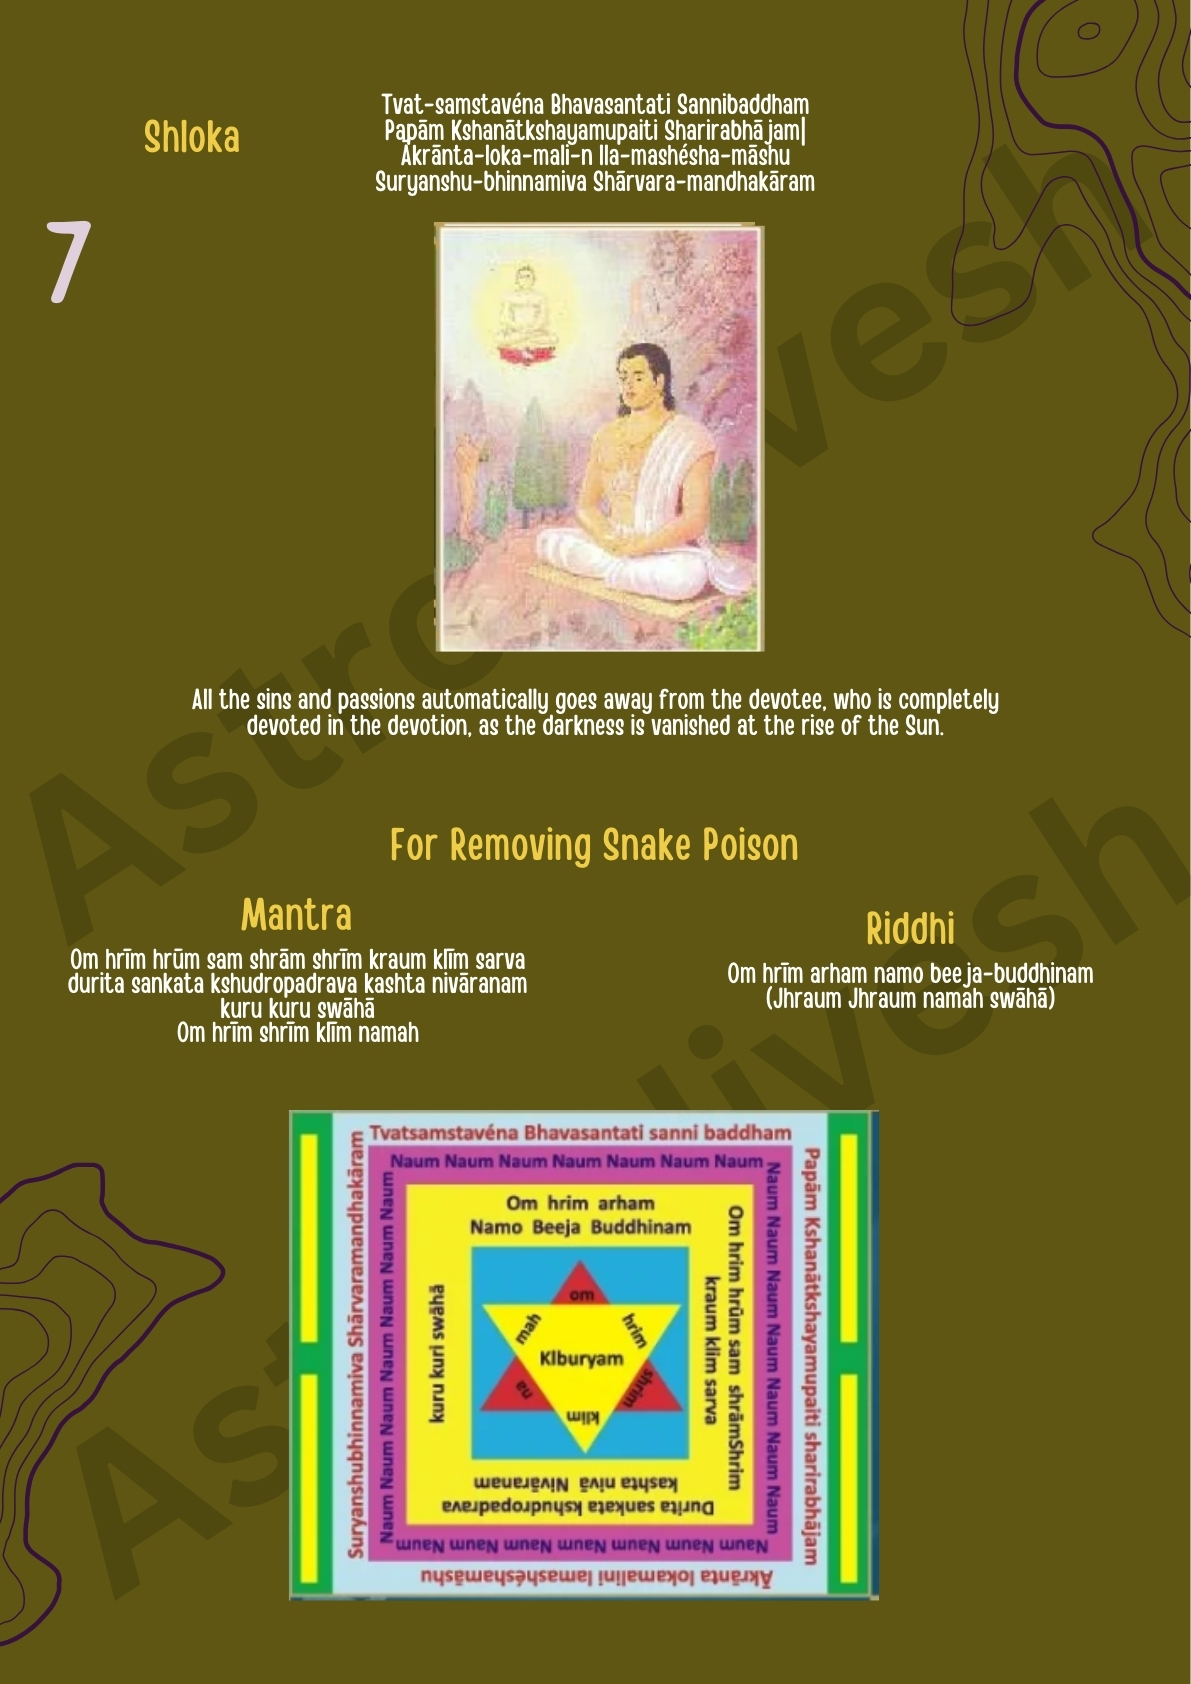 Shloka
Tvat-samstavéna Bhavasantati Sannibaddham
Papām Kshanātkshayamupaiti Sharirabhājam|
Ākrānta-loka-mali-n lla-mashésha-māshu
Suryanshu-bhinnamiva Shārvara-mandhakāram
7
All the sins and passions automatically goes away from the devotee, who is completely
devoted in the devotion, as the darkness is vanished at the rise of the Sun.
For Removing Snake Poison
Mantra
Om hrīm hrūm sam shrām shrīm kraum klīm sarva
durita sankata kshudropadrava kashta nivāranam
kuru kuru swāhā
Om hrīm shrīm klīm namah
Riddhi
Om hrīm arham namo beeja-buddhinam
(Jhraum Jhraum namah swāhā)
Tvatsamstavéna Bhavasantati sanni baddham
Papām Kshanātkshayamupaiti sharirabhājam
Ākrānta lokamalini lamashéshamāshu
Suryanshubhinnamiva Shārvaramandhakāram
Naum Naum Naum Naum Naum Naum Naum
Naum Naum Naum Naum Naum Naum Naum
Naum Naum Naum Naum Naum Naum Naum
Naum Naum Naum Naum Naum Naum Naum
Om hrim arham
Namo Beeja Buddhinam
Om hrim hrūm sam shrāmShrim
kraum klim sarva
Durita sankata kshudropadrava
kashta nivā Nivāranam
kuru kuri swāhā
om
hrim
shrim
klim
na
mah
Klburyam